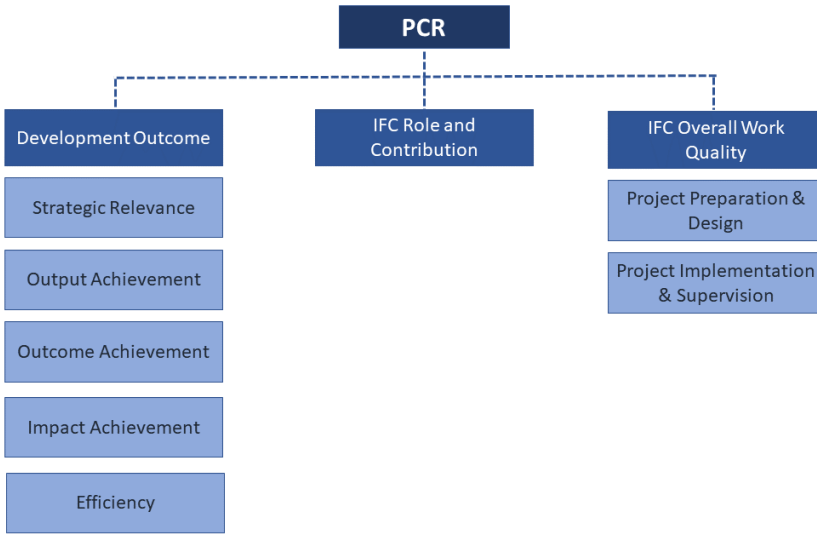 PCR
Development Outcome
Strategic Relevance
Output Achievement
Outcome Achievement
Impact Achievement
Efficiency
IFC Role and
Contribution
IFC Overall Work
Quality
Project Preparation &
Design
Project Implementation
& Supervision